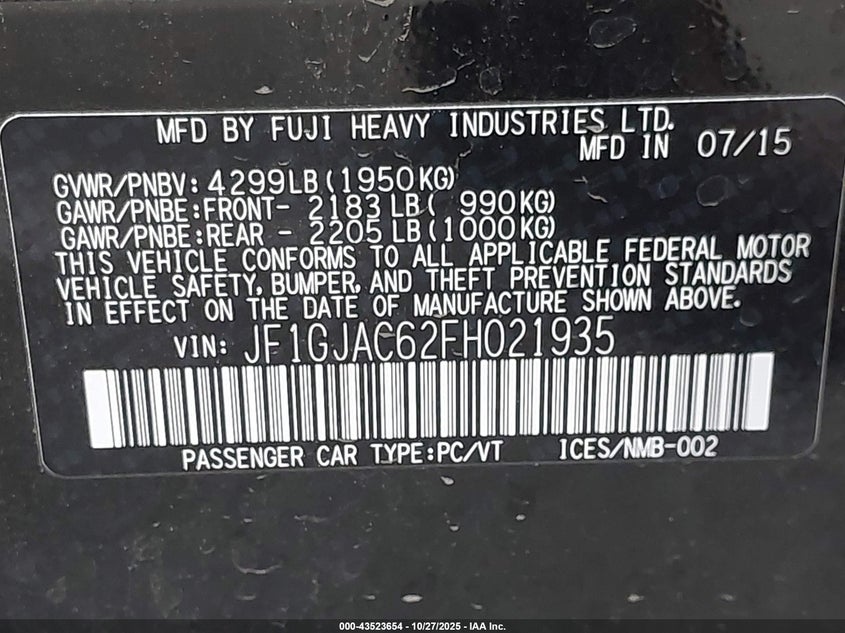 MFD BY FUJI HEAVY INDUSTRIES LTD.
MFD IN 07/15
GVWR/PNBV: 4299LB (1950KG)
GAWR/PNBE:FRONT- 2183 LB ( 990KG)
GAWR/PNBE:REAR - 2205 LB (1000KG)
THIS VEHICLE CONFORMS TO ALL APPLICABLE FEDERAL MOTOR
VEHICLE SAFETY, BUMPER, AND THEFT PREVENTION STANDARDS
IN EFFECT ON THE DATE OF MANUFACTURE SHOWN ABOVE.
VIN: JF1GJAC62FH021935
PASSENGER CAR TYPE:PC/VT ICES/NMB-002
000-43523654 - 10/27/2025 - IAA Inc.